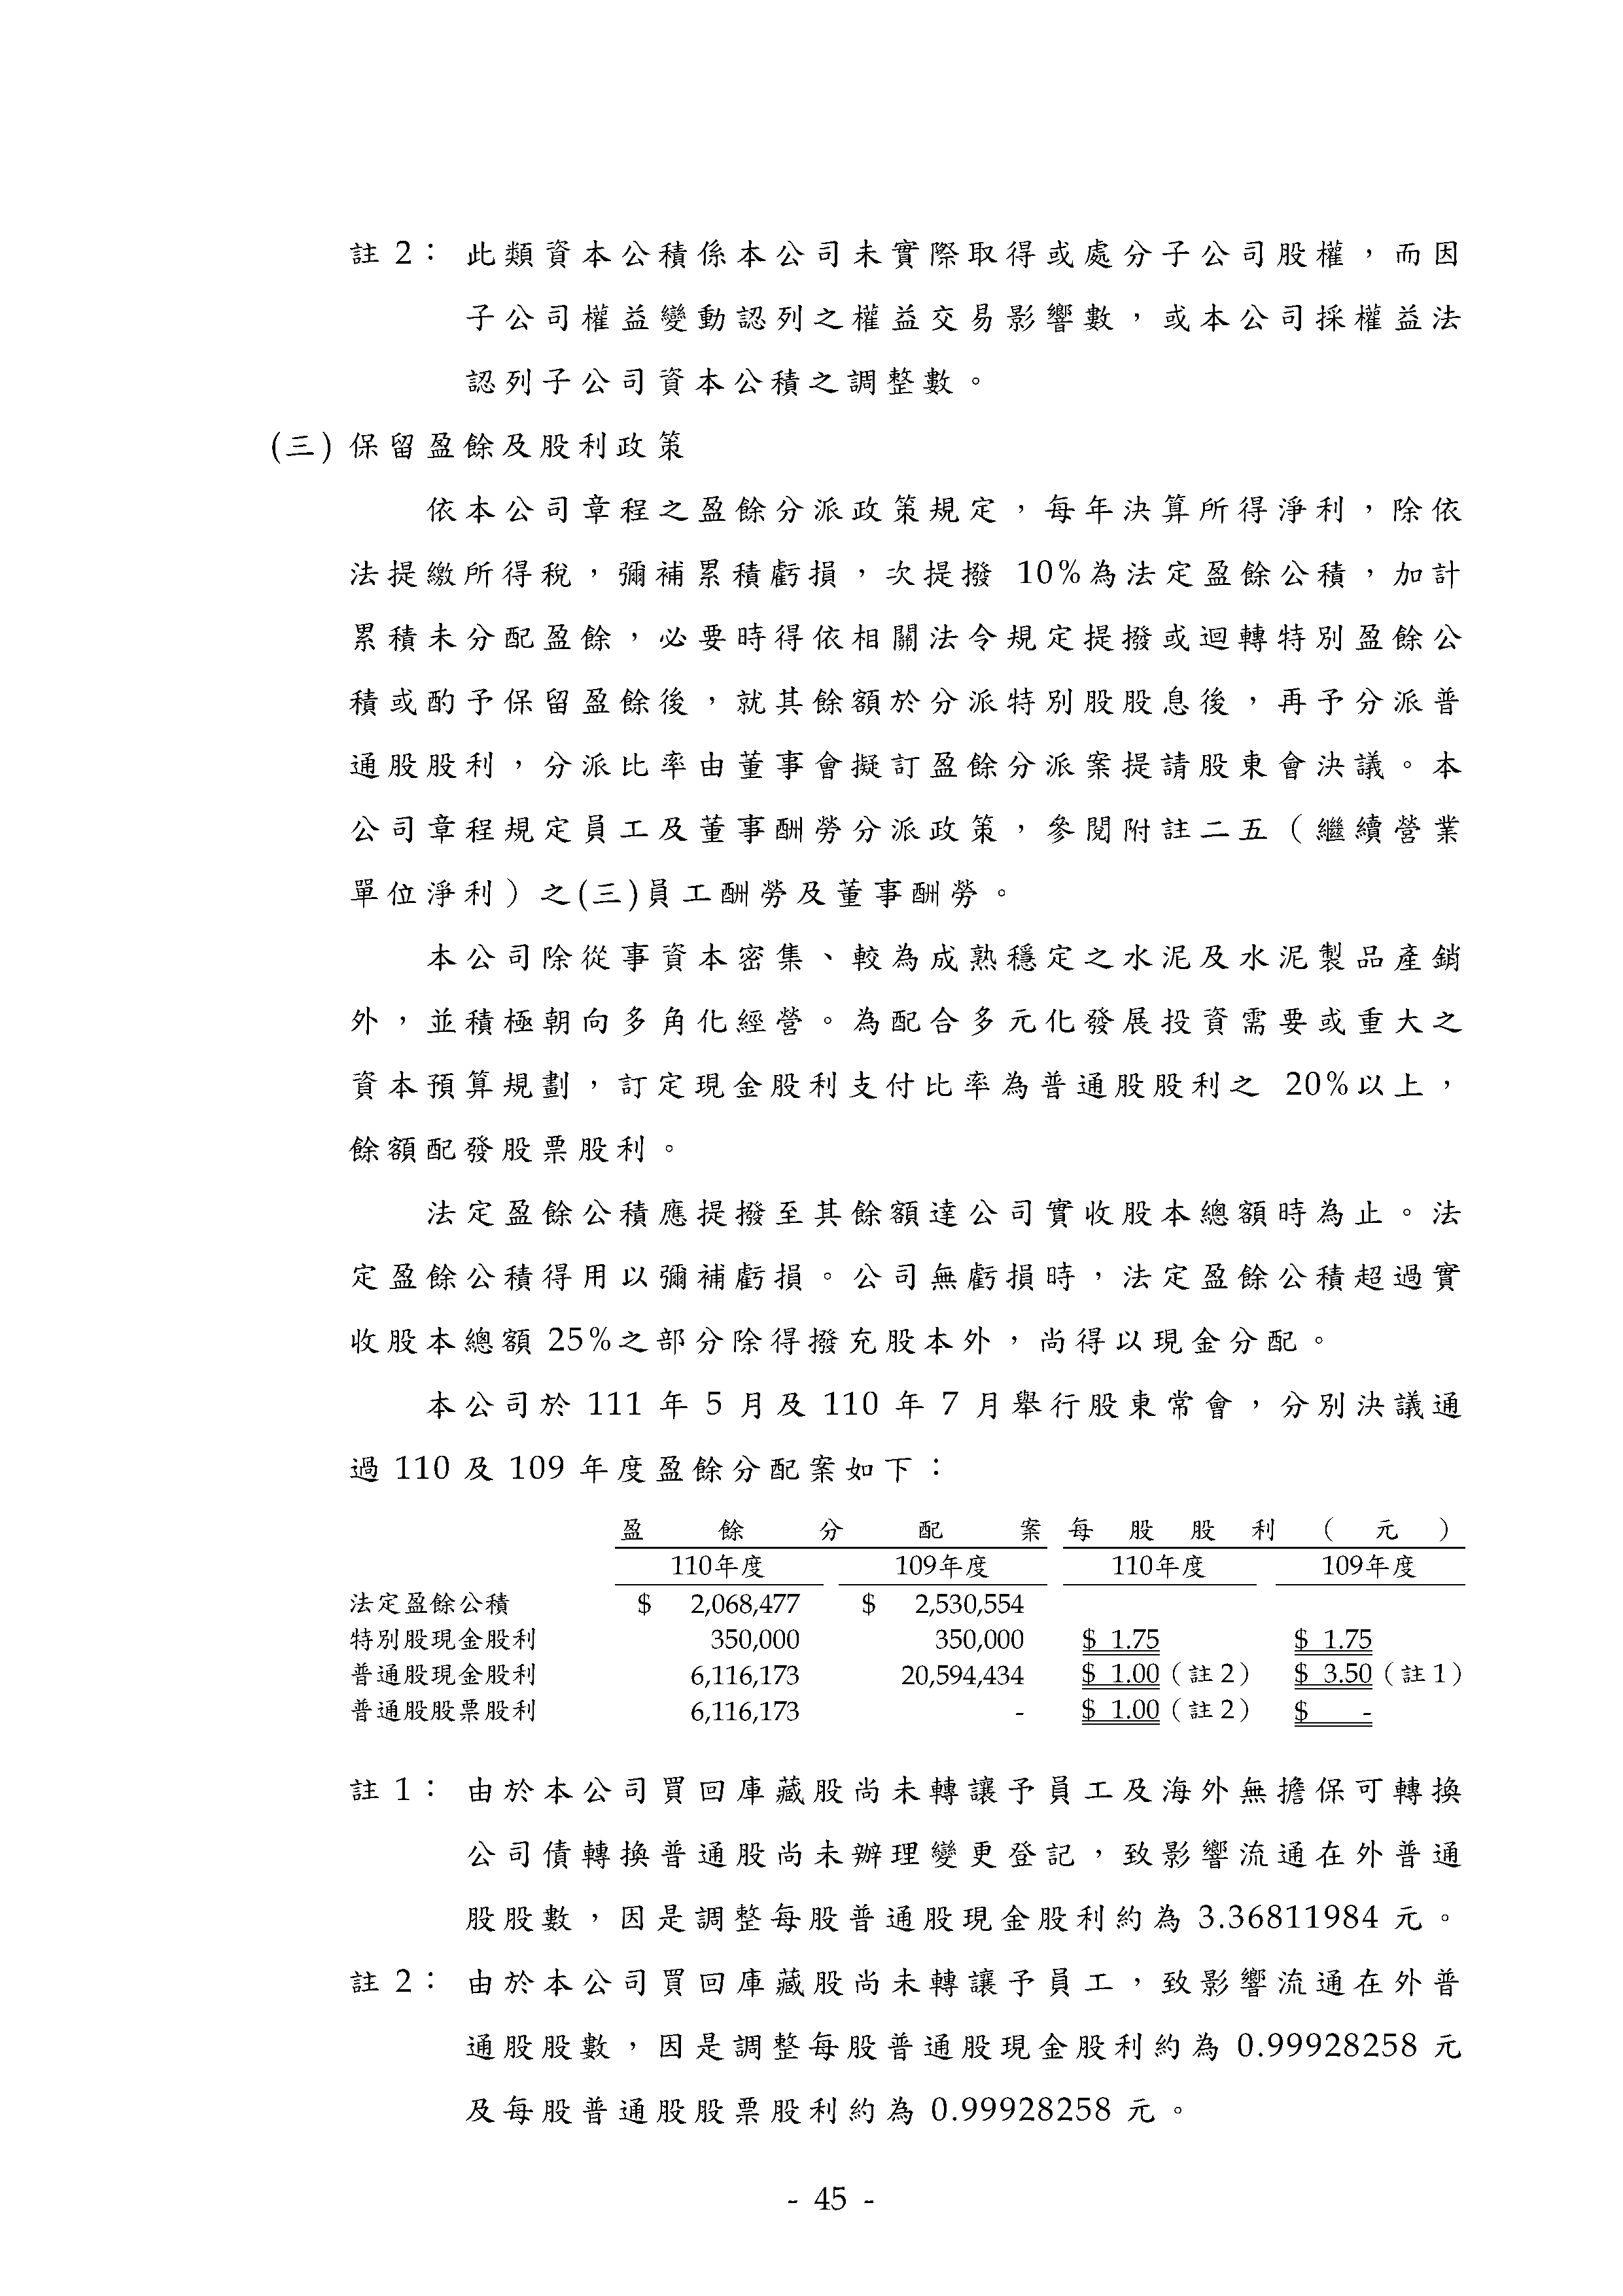 註 2： 此類資本公積係本公司未實際取得或處分子公司股權，而因
子公司權益變動認列之權益交易影響數，或本公司採權益法
認列子公司資本公積之調整數。
(三) 保留盈餘及股利政策
依本公司章程之盈餘分派政策規定，每年決算所得淨利，除依
法提繳所得稅，彌補累積虧損，次提撥 10%為法定盈餘公積，加計
累積未分配盈餘，必要時得依相關法令規定提撥或迴轉特別盈餘公
積或酌予保留盈餘後，就其餘額於分派特別股股息後，再予分派普
通股股利，分派比率由董事會擬訂盈餘分派案提請股東會決議。本
公司章程規定員工及董事酬勞分派政策，參閱附註二五（繼續營業
單位淨利）之(三)員工酬勞及董事酬勞。
本公司除從事資本密集、較為成熟穩定之水泥及水泥製品產銷
外，並積極朝向多角化經營。為配合多元化發展投資需要或重大之
資本預算規劃，訂定現金股利支付比率為普通股股利之 20%以上，
餘額配發股票股利。
法定盈餘公積應提撥至其餘額達公司實收股本總額時為止。法
定盈餘公積得用以彌補虧損。公司無虧損時，法定盈餘公積超過實
收股本總額 25%之部分除得撥充股本外，尚得以現金分配。
本公司於 111 年 5 月及 110 年 7 月舉行股東常會，分別決議通
過 110 及 109 年度盈餘分配案如下：
盈餘分配案 每股股利（元）
110年度 109年度 110年度 109年度
法定盈餘公積 $ 2,068,477 $ 2,530,554
特別股現金股利 350,000 350,000 $ 1.75 $ 1.75
普通股現金股利 6,116,173 20,594,434 $ 1.00（註2） $ 3.50（註1）
普通股股票股利 6,116,173 - $ 1.00（註2） $ -
註 1： 由於本公司買回庫藏股尚未轉讓予員工及海外無擔保可轉換
公司債轉換普通股尚未辦理變更登記，致影響流通在外普通
股股數，因是調整每股普通股現金股利約為 3.36811984 元。
註 2： 由於本公司買回庫藏股尚未轉讓予員工，致影響流通在外普
通股股數，因是調整每股普通股現金股利約為 0.99928258 元
及每股普通股股票股利約為 0.99928258 元。
- 45 -